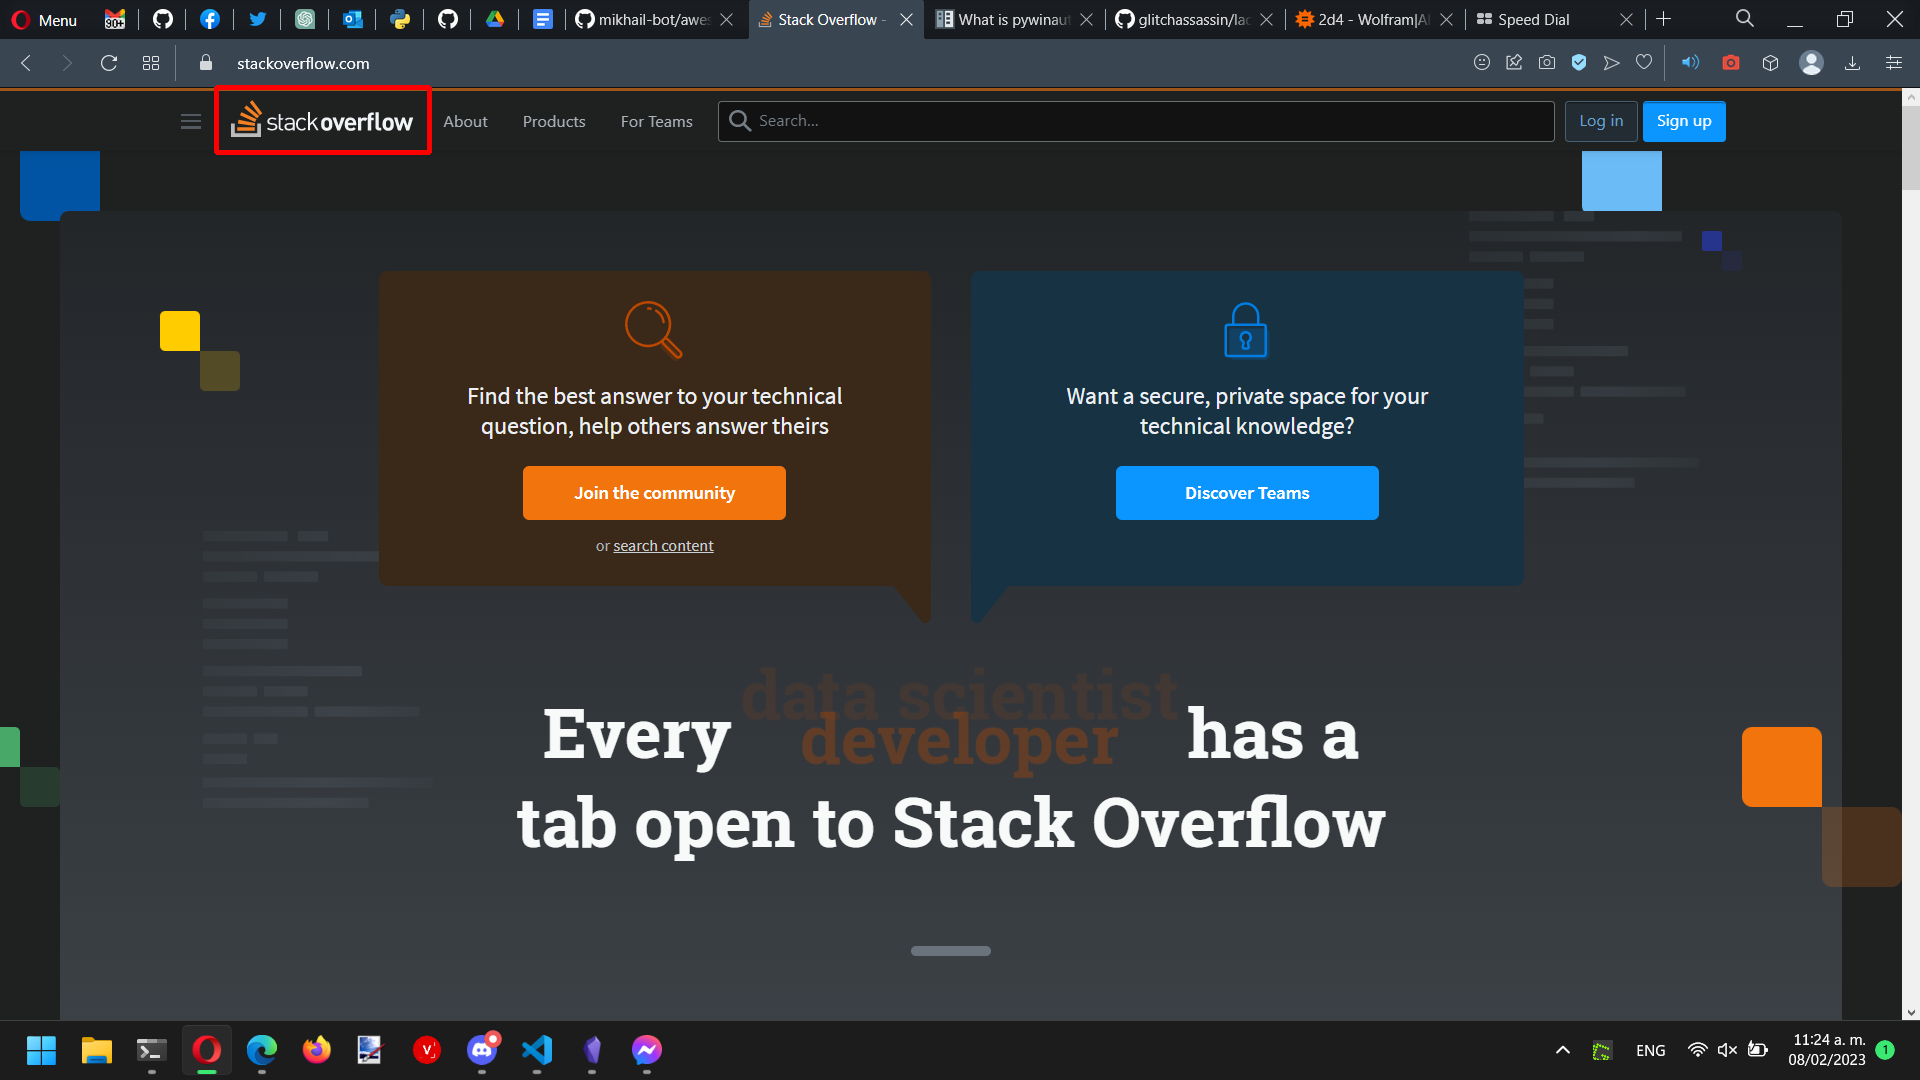 Menu
30+
mikhail-bot/awes
Stack Overflow -
What is pywinaut
glitchassassin/lac
2d4 - Wolfram|Al
Speed Dial
stackoverflow.com
stack overflow
About
Products
For Teams
Search...
Log in
Sign up
Find the best answer to your technical
question, help others answer theirs
Join the community
or search content
Want a secure, private space for your
technical knowledge?
Discover Teams
data scientist
Every developer has a
tab open to Stack Overflow
ENG
11:24 a. m.
08/02/2023
1